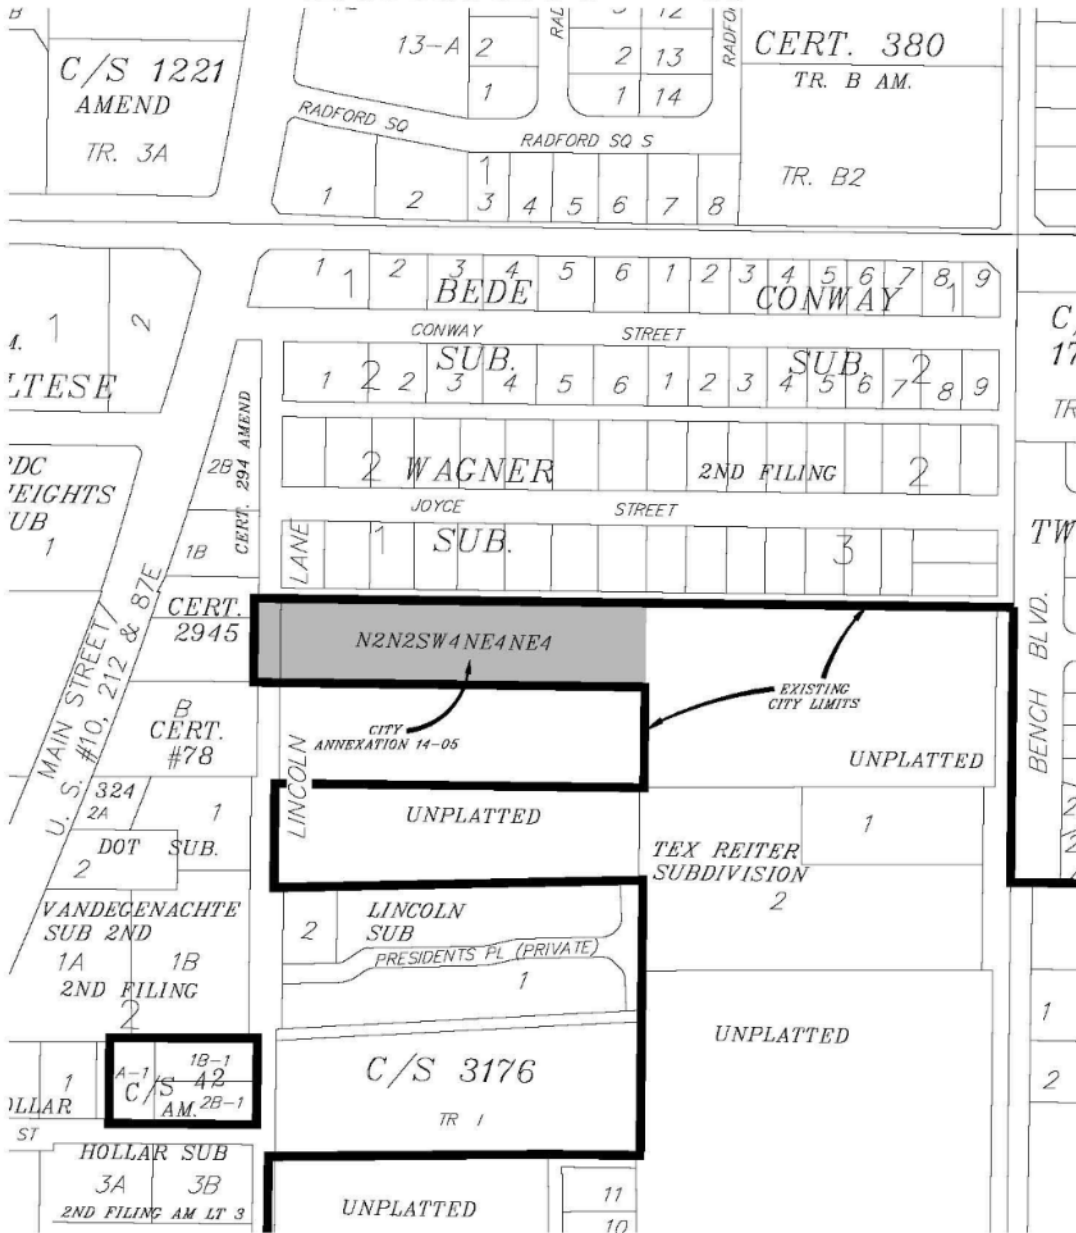 C/S 1221
AMEND
TR. 3A
13-A
2
1
2
13
1
14
12
CERT. 380
TR. B AM.
TR. B2
RADFORD SQ
RADFORD SQ S
1
1
2
3
4
5
6
7
8
1
1
2
3
4
5
6
1
2
3
4
5
6
7
8
1
9
BEDE
CONWAY
CONWAY
STREET
SUB.
SUB.
1
2
2
3
4
5
6
1
2
3
4
5
6
7
2
8
9
1
2
LTESE
2B
CERT. 294 AMEND
1B
1
2
WAGNER
2ND FILING
2
JOYCE
STREET
LANE
1
SUB.
3
CERT.
2945
N2N2SW4NE4NE4
CITY
ANNEXATION 14-05
EXISTING
CITY LIMITS
UNPLATTED
BENCH BLVD.
U. S. MAIN STREET/
#10, 212 & 87E
B
CERT.
#78
LINCOLN
324
2A
1
DOT SUB.
2
UNPLATTED
TEX REITER
SUBDIVISION
1
2
VANDEGENACHTE
SUB 2ND
1A
1B
2ND FILING
2
2
LINCOLN
SUB
PRESIDENTS PL (PRIVATE)
1
UNPLATTED
C/S 3176
TR 1
1B-1
A-1
C/S 42
AM.
2B-1
1
OLLAR
ST
HOLLAR SUB
3A
3B
2ND FILING AM LT 3
UNPLATTED
11
10
1
2